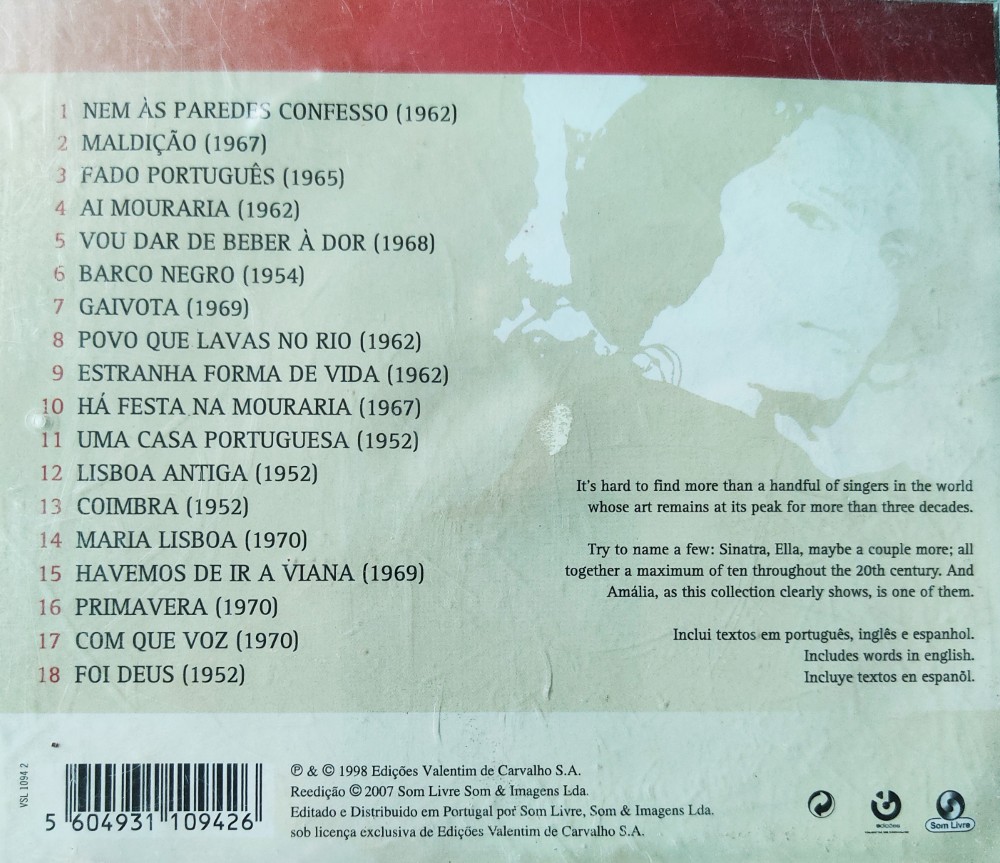 1 NEM ÀS PAREDES CONFESSO (1962)
2 MALDIÇÃO (1967)
3 FADO PORTUGUÊS (1965)
4 AI MOURARIA (1962)
5 VOU DAR DE BEBER À DOR (1968)
6 BARCO NEGRO (1954)
7 GAIVOTA (1969)
8 POVO QUE LAVAS NO RIO (1962)
9 ESTRANHA FORMA DE VIDA (1962)
10 HÁ FESTA NA MOURARIA (1967)
11 UMA CASA PORTUGUESA (1952)
12 LISBOA ANTIGA (1952)
13 COIMBRA (1952)
14 MARIA LISBOA (1970)
15 HAVEMOS DE IR A VIANA (1969)
16 PRIMAVERA (1970)
17 COM QUE VOZ (1970)
18 FOI DEUS (1952)
It's hard to find more than a handful of singers in the world
whose art remains at its peak for more than three decades.
Try to name a few: Sinatra, Ella, maybe a couple more; all
together a maximum of ten throughout the 20th century. And
Amália, as this collection clearly shows, is one of them.
Inclui textos em português, inglês e espanhol.
Includes words in english.
Incluye textos en espanõl.
VSL 1094 2
5 604931 109426
℗ & © 1998 Edições Valentim de Carvalho S.A.
Reedição © 2007 Som Livre Som & Imagens Lda.
Editado e Distribuido em Portugal por Som Livre, Som & Imagens Lda.
sob licença exclusiva de Edições Valentim de Carvalho S.A.
edições
Som Livre